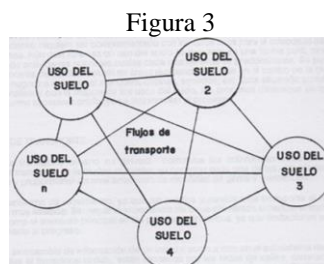 Figura 3
USO DEL
SUELO
1
USO DEL
SUELO
2
Flujos de
transporte
USO DEL
SUELO
n
USO DEL
SUELO
3
USO DEL
SUELO
4